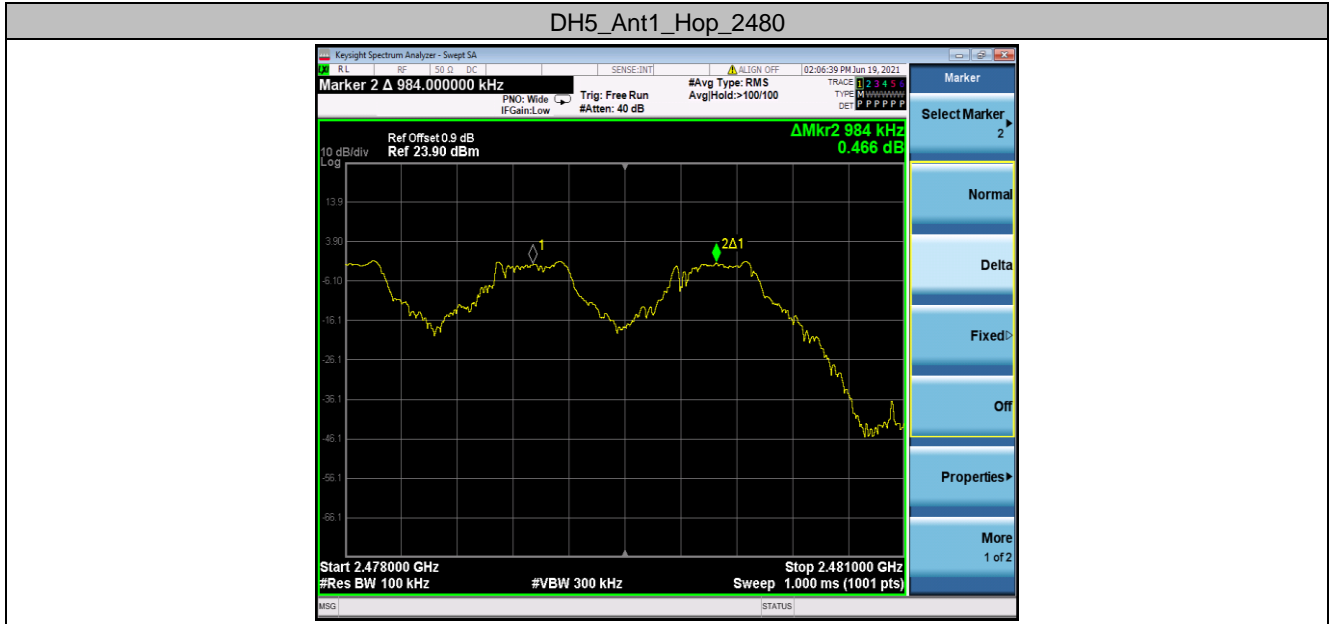 DH5_Ant1_Hop_2480
Keysight Spectrum Analyzer - Swept SA
RL RF 50 Ω DC SENSE:INT ALIGN OFF 02:06:39 PM Jun 19, 2021
Marker 2 Δ 984.000000 kHz
PNO: Wide
IFGain:Low
Trig: Free Run
#Atten: 40 dB
#Avg Type: RMS
Avg|Hold:>100/100
TRACE 1 2 3 4 5 6
TYPE M WWWWW
DET P P P P P P
Marker
Select Marker
2
Normal
Delta
Fixed
Off
Properties
More
1 of 2
ΔMkr2 984 kHz
0.466 dB
Ref Offset 0.9 dB
10 dB/div Ref 23.90 dBm
Log
13.9
3.90
-6.10
-16.1
-26.1
-36.1
-46.1
-56.1
-66.1
1
2Δ1
Start 2.478000 GHz Stop 2.481000 GHz
#Res BW 100 kHz #VBW 300 kHz Sweep 1.000 ms (1001 pts)
MSG STATUS